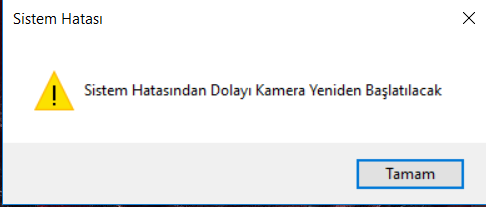 Sistem Hatası
Sistem Hatasından Dolayı Kamera Yeniden Başlatılacak
Tamam